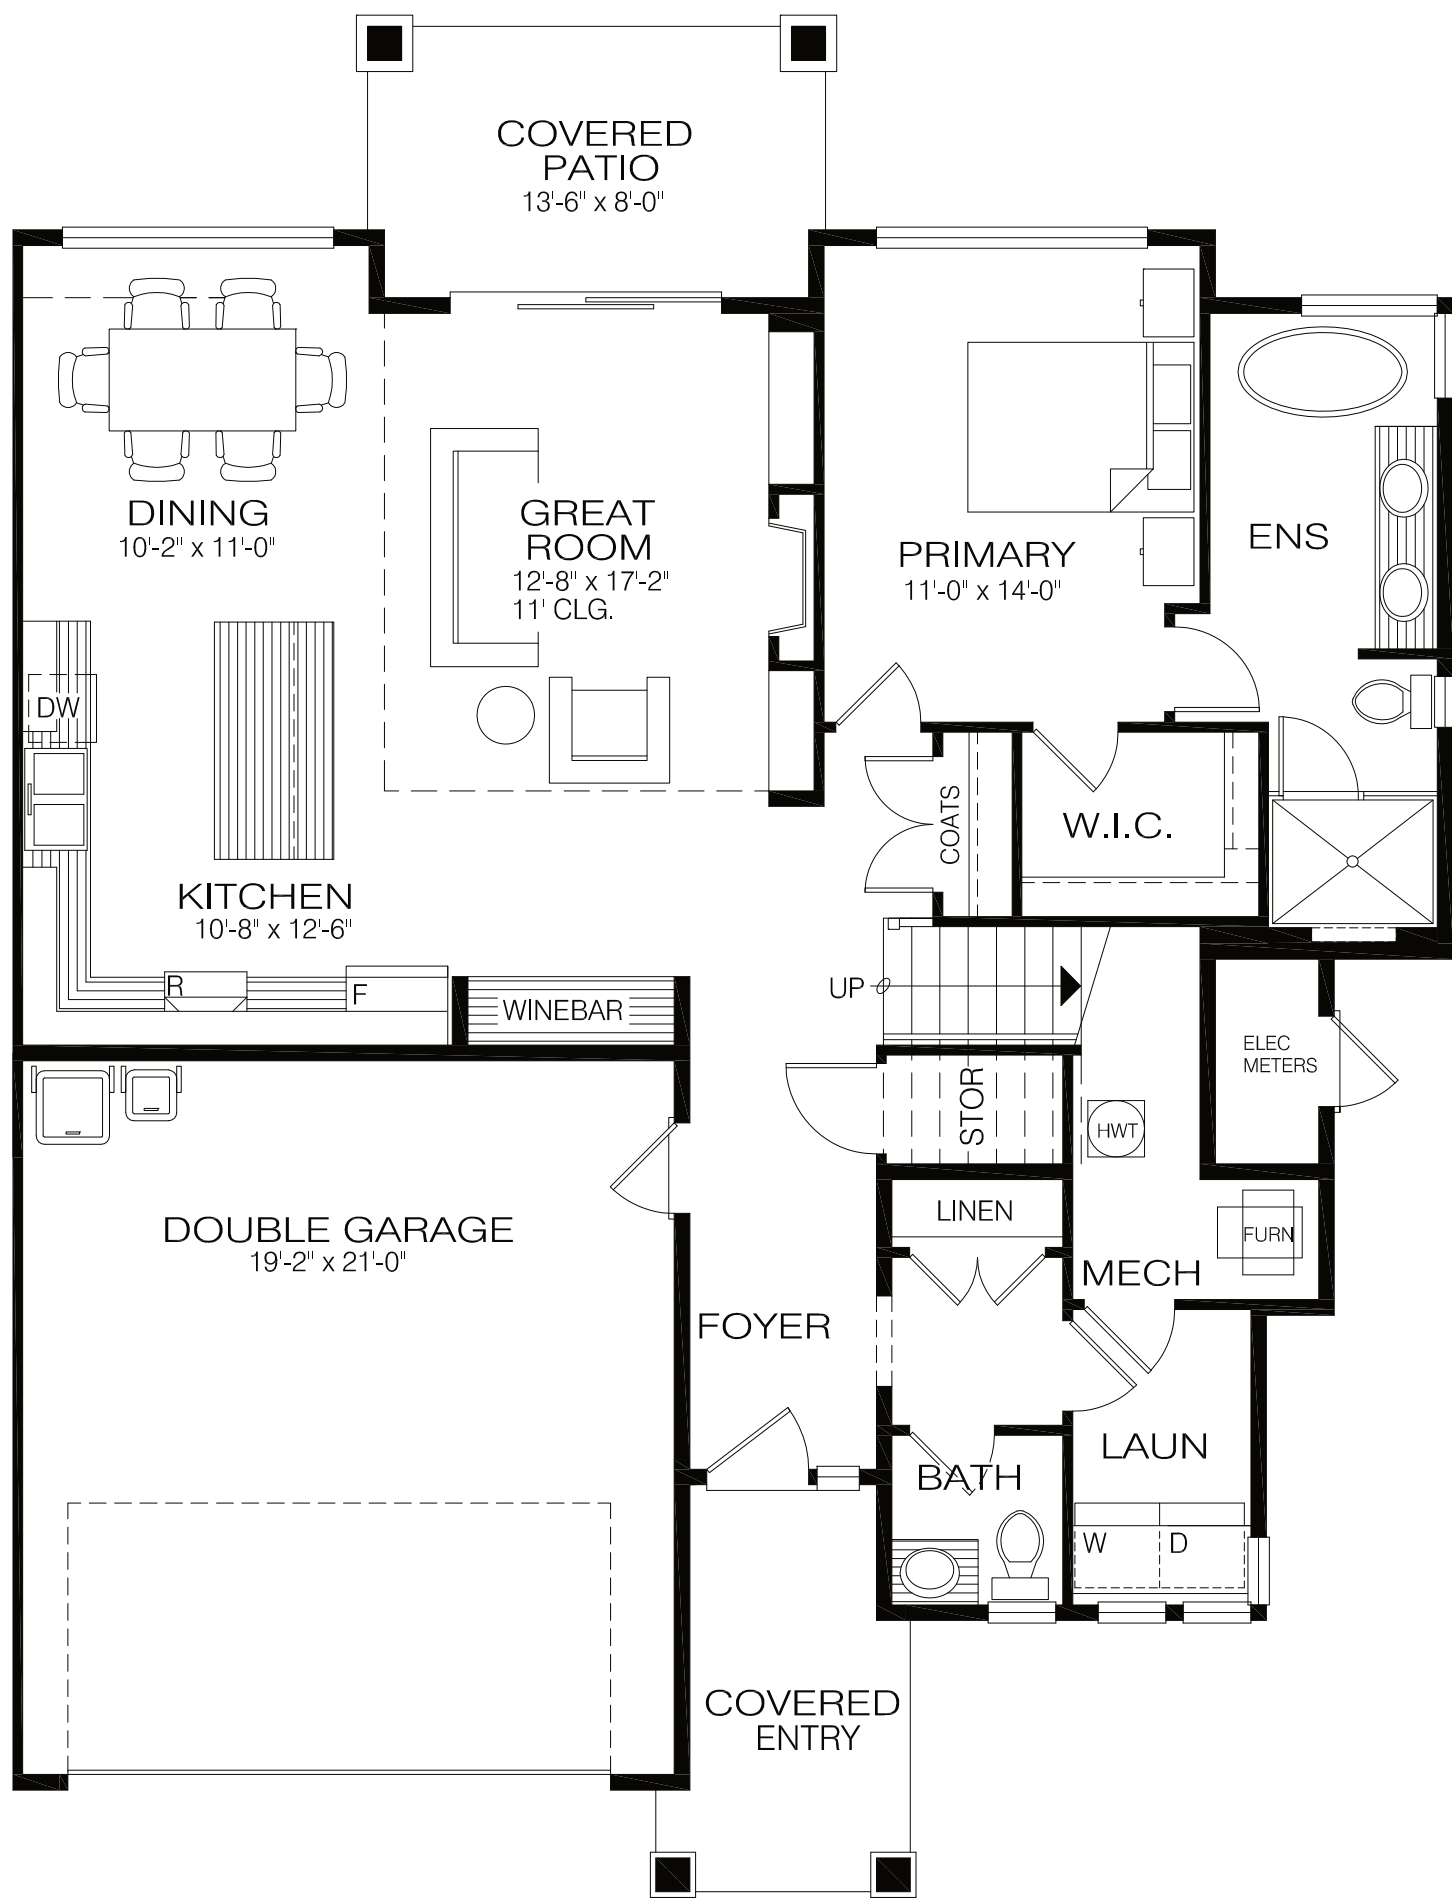 COVERED
PATIO
13'-6" x 8'-0"
DINING
10'-2" x 11'-0"
GREAT
ROOM
12'-8" x 17'-2"
11' CLG.
PRIMARY
11'-0" x 14'-0"
ENS
DW
KITCHEN
10'-8" x 12'-6"
COATS
W.I.C.
R
F
WINEBAR
UP
ELEC
METERS
STOR
HWT
LINEN
FURN
MECH
DOUBLE GARAGE
19'-2" x 21'-0"
FOYER
BATH
LAUN
W
D
COVERED
ENTRY